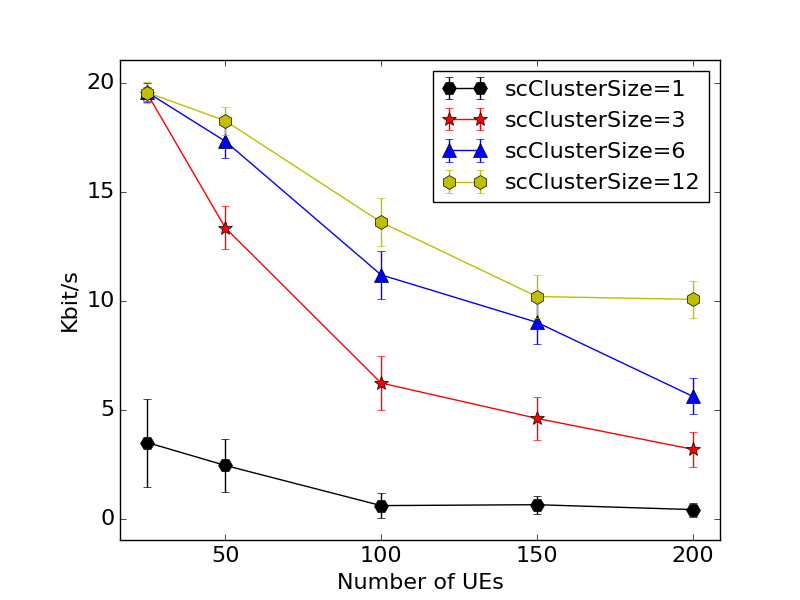 20
15
10
5
0
Kbit/s
scClusterSize=1
scClusterSize=3
scClusterSize=6
scClusterSize=12
50 100 150 200
Number of UEs